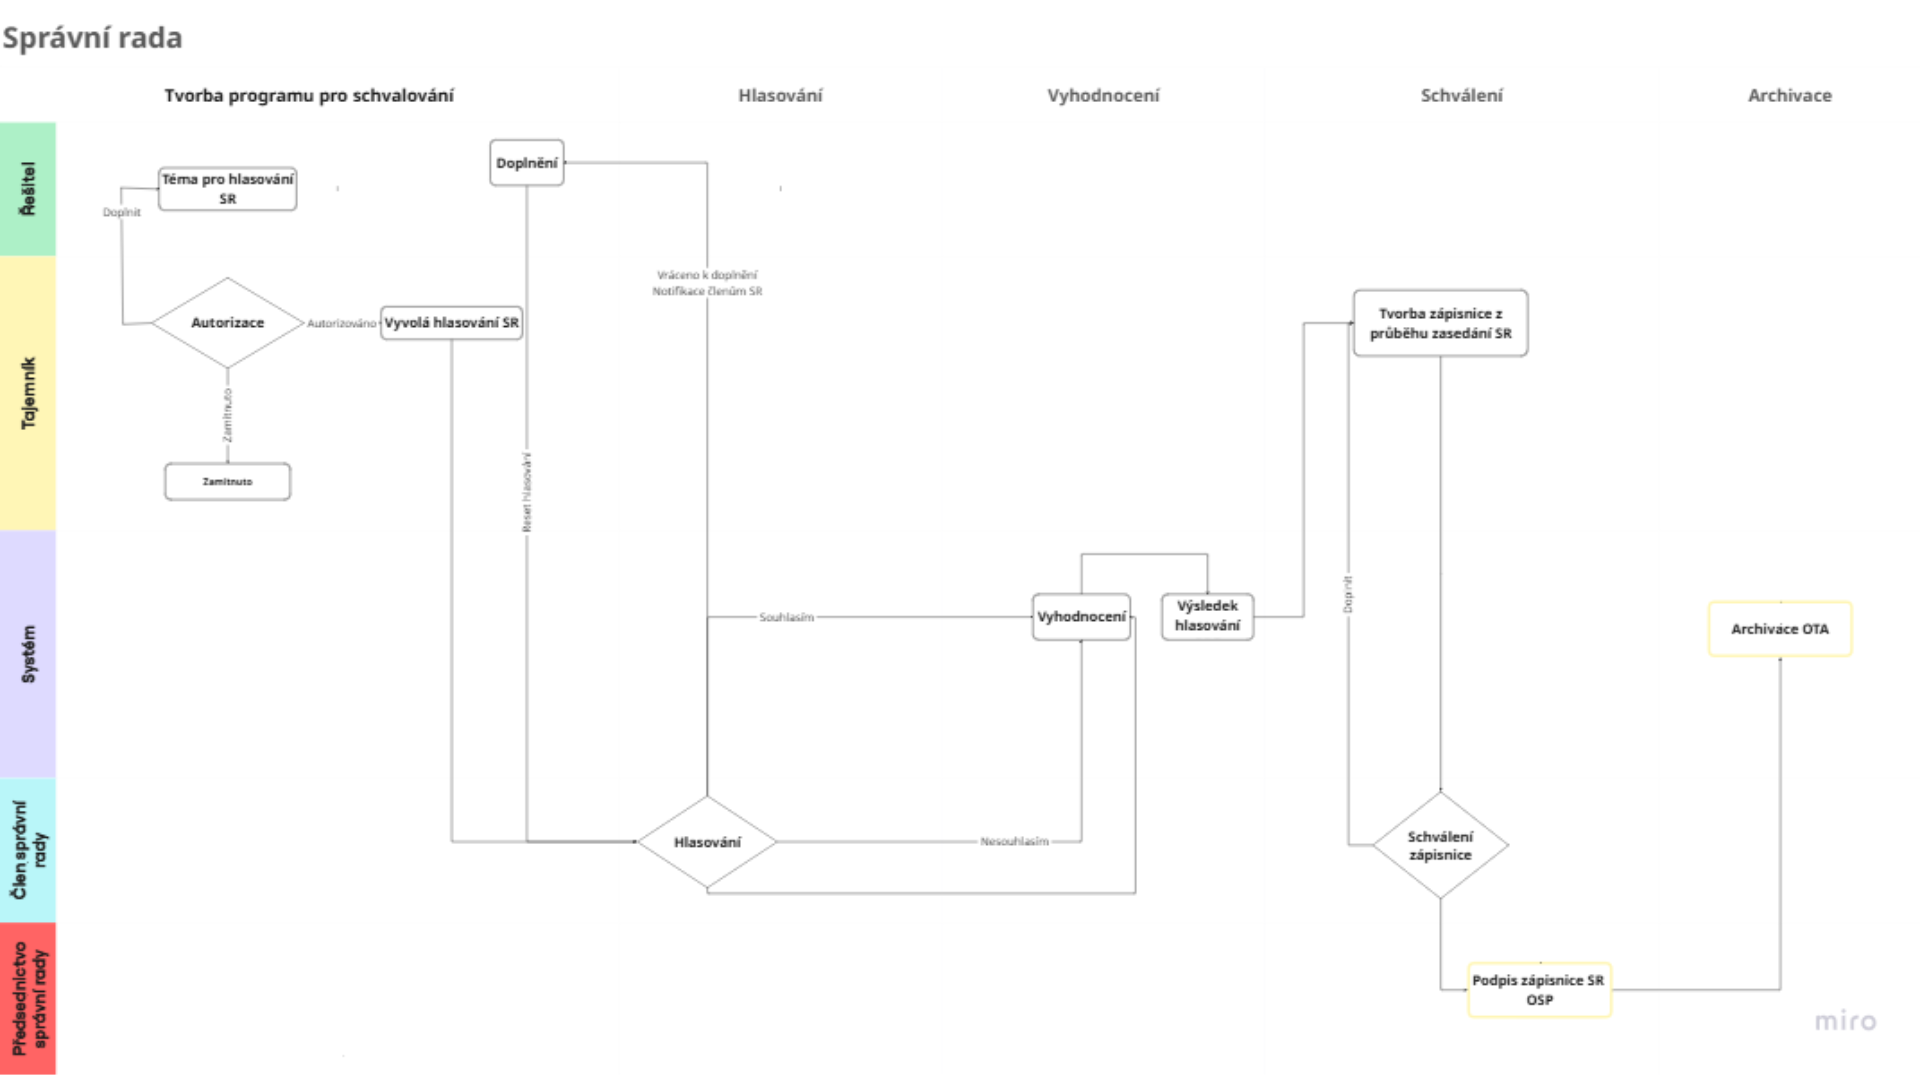 Správní rada
Tvorba programu pro schvalování
Hlasování
Vyhodnocení
Schválení
Archivace
Řešitel
Téma pro hlasování
SR
Doplnit
Doplnění
Vráceno k doplnění
Notifikace členům SR
Tajemník
Autorizace
Autorizováno
Vyvolá hlasování SR
Zamítnuto
Zamítnuto
Reset hlasování
Tvorba zápisnice z
průběhu zasedání SR
Systém
Souhlasím
Vyhodnocení
Výsledek
hlasování
Doplnit
Archivace OTA
Člen správní
rady
Hlasování
Nesouhlasím
Schválení
zápisnice
Předsednictvo
správní rady
Podpis zápisnice SR
OSP
miro